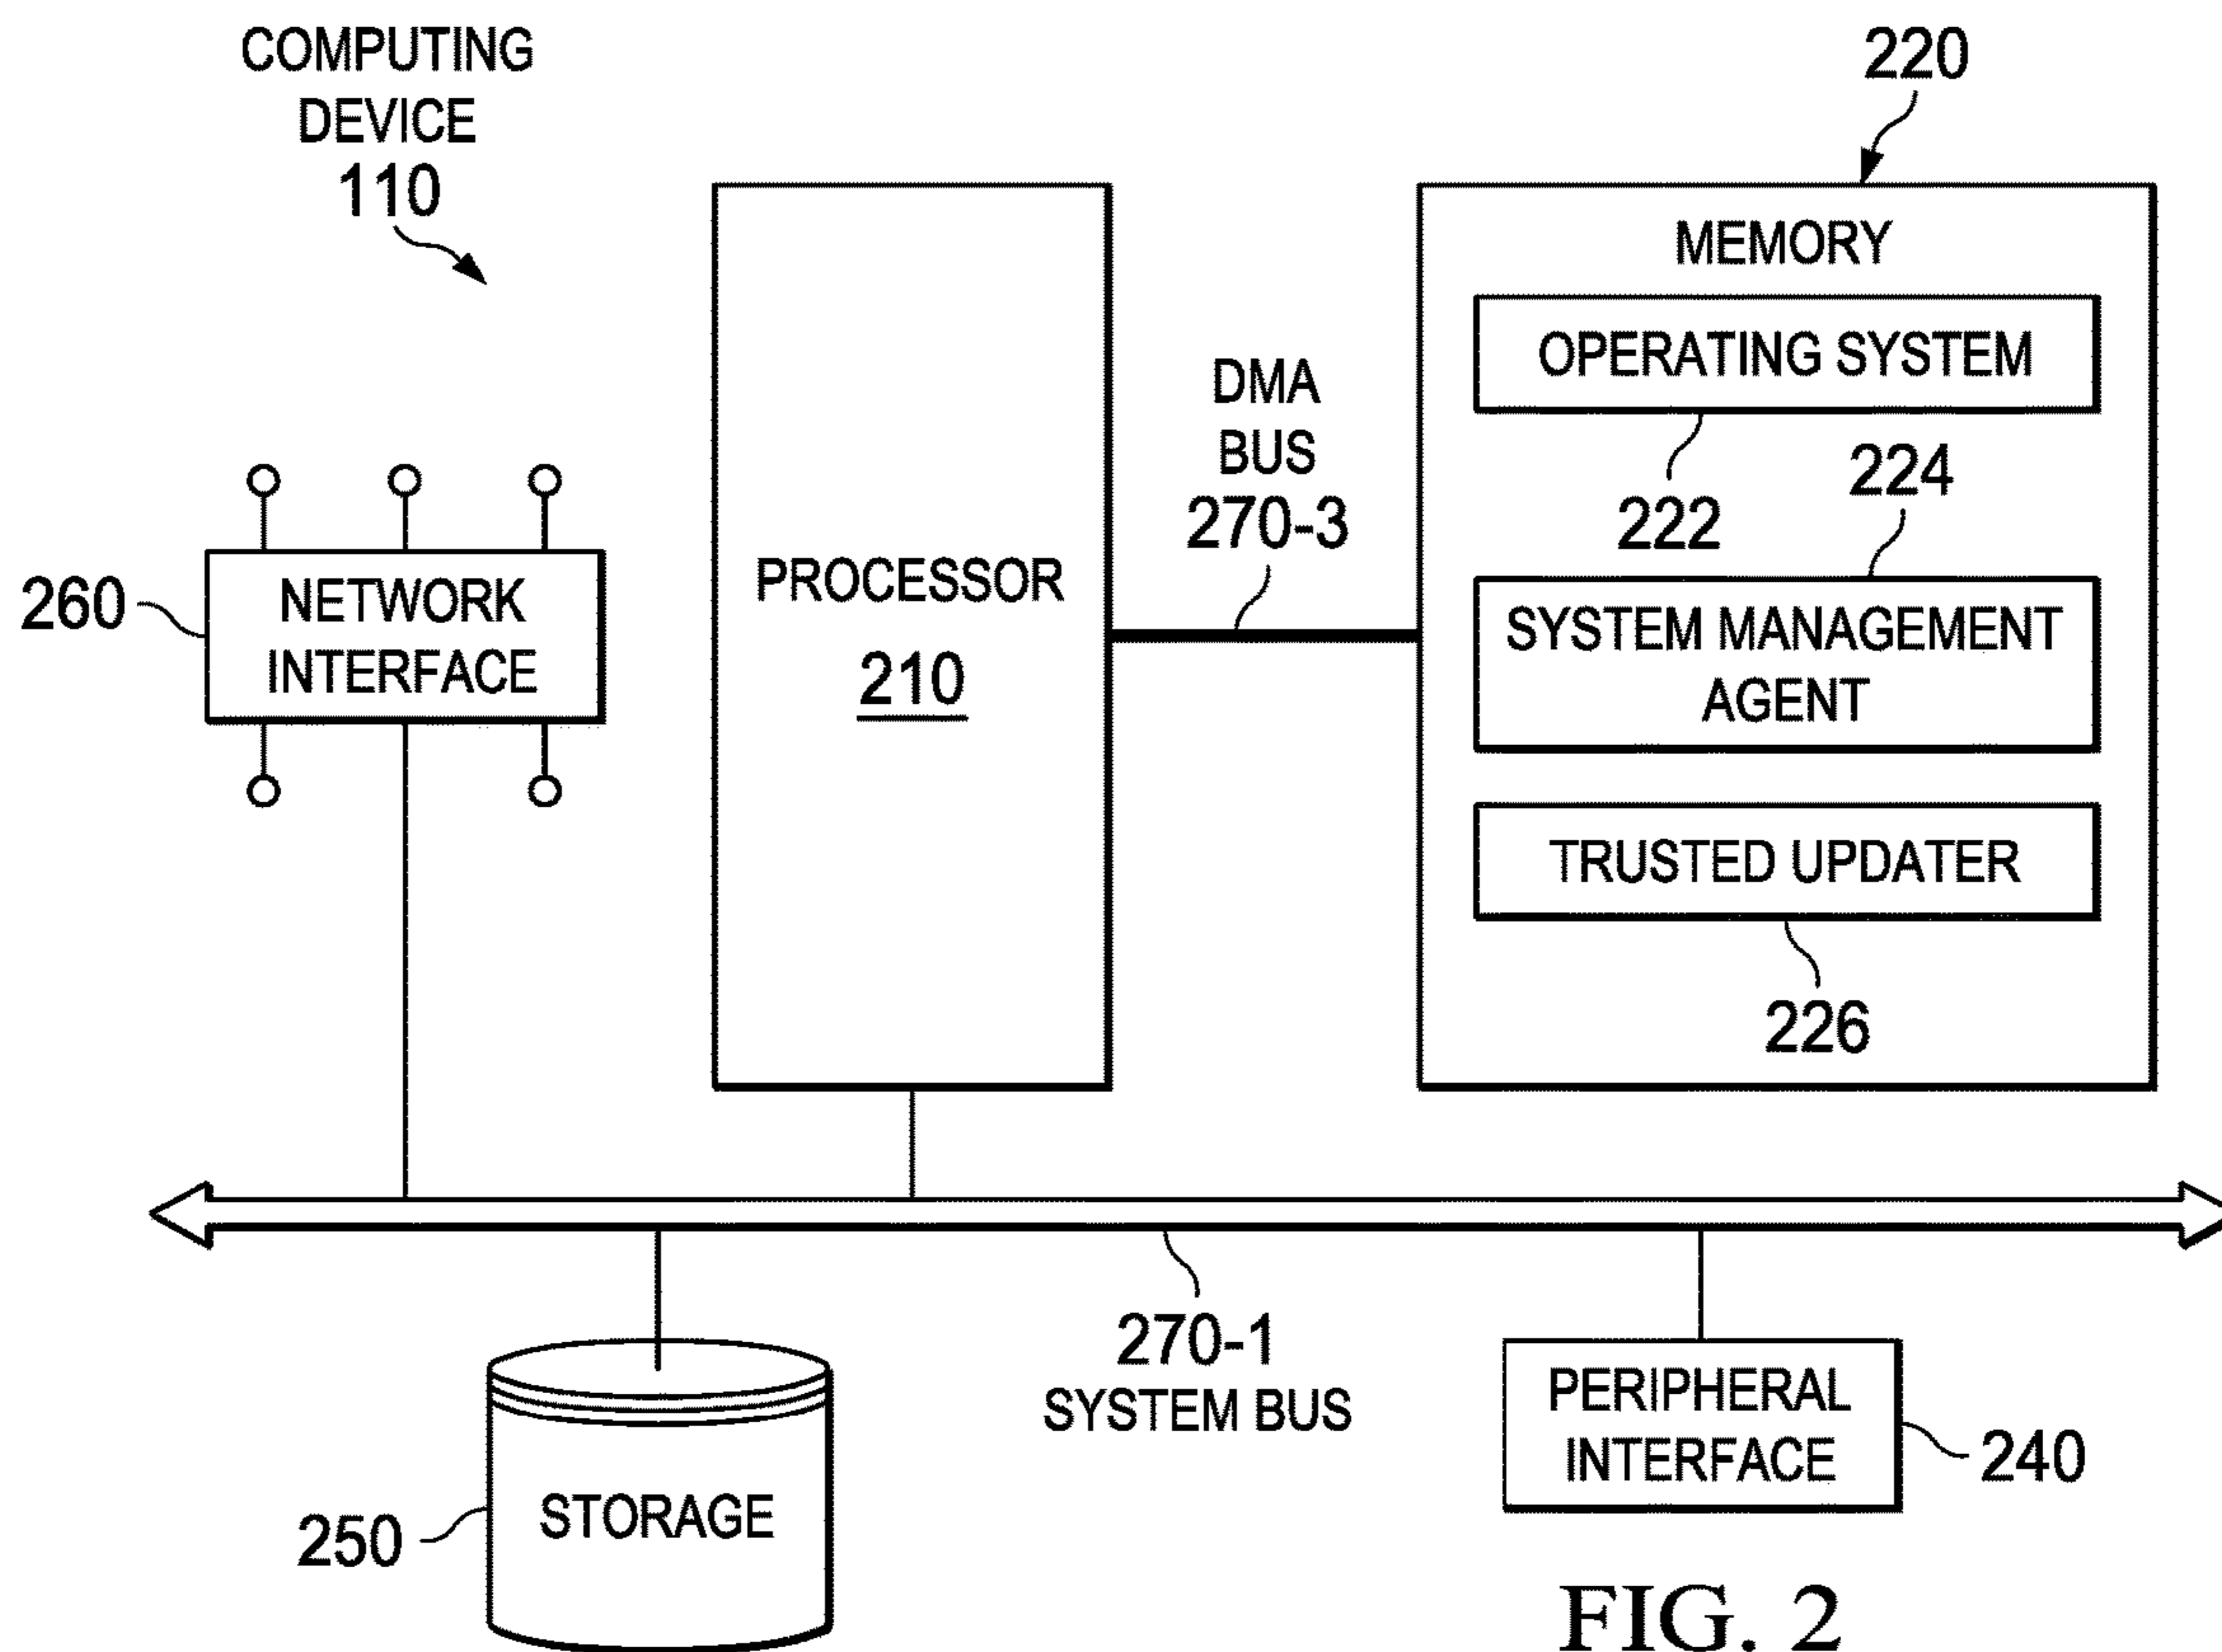 COMPUTING
DEVICE
110
220
MEMORY
OPERATING SYSTEM
222
224
SYSTEM MANAGEMENT
AGENT
TRUSTED UPDATER
226
DMA
BUS
270-3
PROCESSOR
210
260
NETWORK
INTERFACE
270-1
SYSTEM BUS
250
STORAGE
PERIPHERAL
INTERFACE
240
FIG. 2